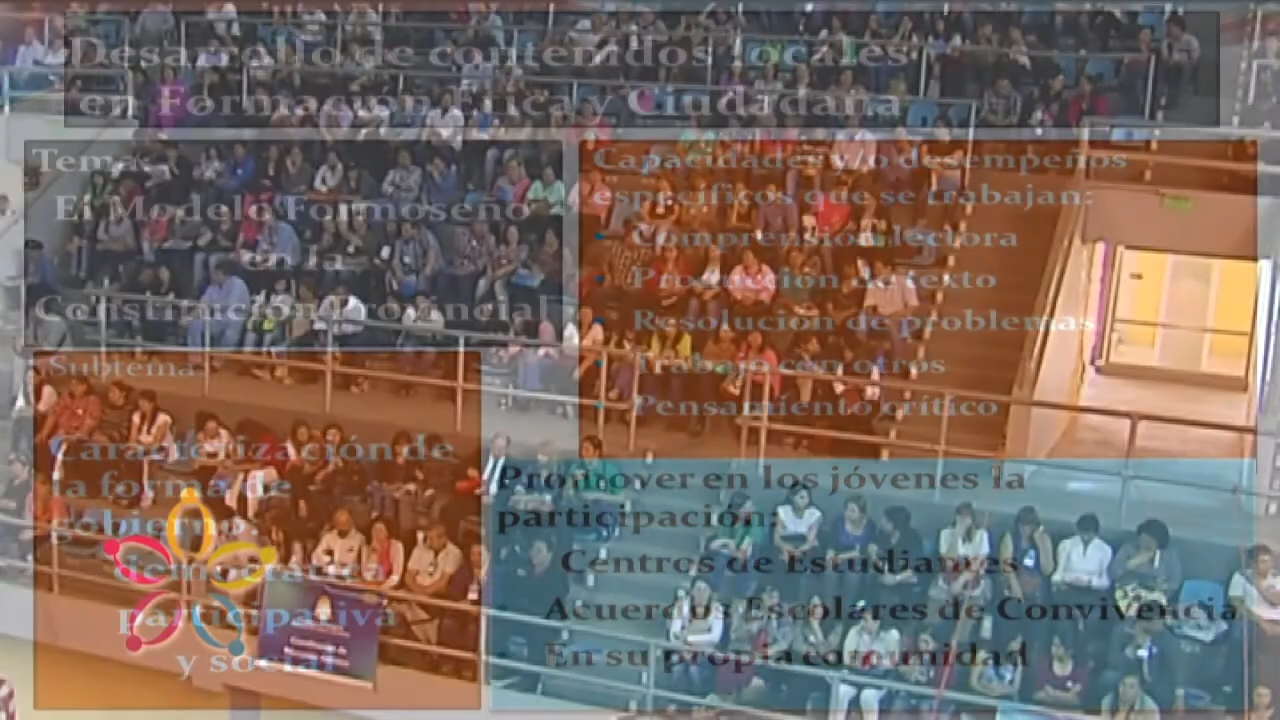 Desarrollo de contenidos locales
en Formación Ética y Ciudadana
Tema:
El Modelo Formoseño
en la
Constitución Provincial
Subtema:
Caracterización de
la forma de
gobierno
democrática
participativa
y social
Capacidades y/o desempeños
específicos que se trabajan:
• Comprensión lectora
• Producción de texto
• Resolución de problemas
• Trabajo con otros
• Pensamiento crítico
Promover en los jóvenes la
participación:
Centros de Estudiantes
Acuerdos Escolares de Convivencia
En su propia comunidad